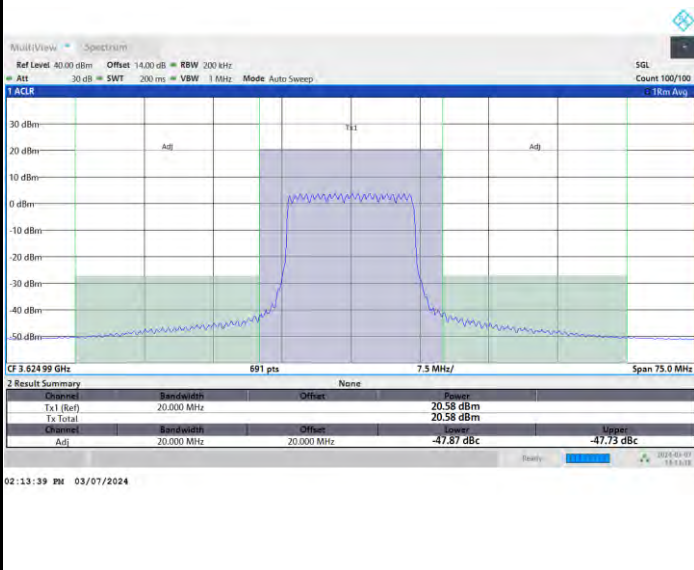 MultiView Spectrum
Ref Level 40.00 dBm Offset 14.00 dB RBW 200 kHz SGL
Att 30 dB SWT 200 ms VBW 1 MHz Mode Auto Sweep Count 100/100
1 ACLR 1Rm Avg
30 dBm
Tx1
Adj Adj
20 dBm
10 dBm
0 dBm
-10 dBm
-20 dBm
-30 dBm
-40 dBm
-50 dBm
CF 3.624 99 GHz 691 pts 7.5 MHz/ Span 75.0 MHz
2 Result Summary None
Channel Bandwidth Offset Power
Tx1 (Ref) 20.000 MHz 20.58 dBm
Tx Total 20.58 dBm
Channel Bandwidth Offset Lower Upper
Adj 20.000 MHz 20.000 MHz -47.87 dBc -47.73 dBc
Ready
02:13:39 PM 03/07/2024